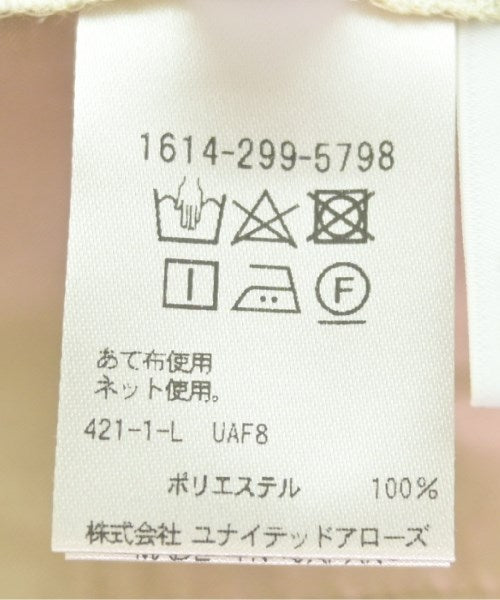 1614-299-5798
F
あて布使用
ネット使用。
421-1-L UAF8
ポリエステル 100%
株式会社 ユナイテッドアローズ